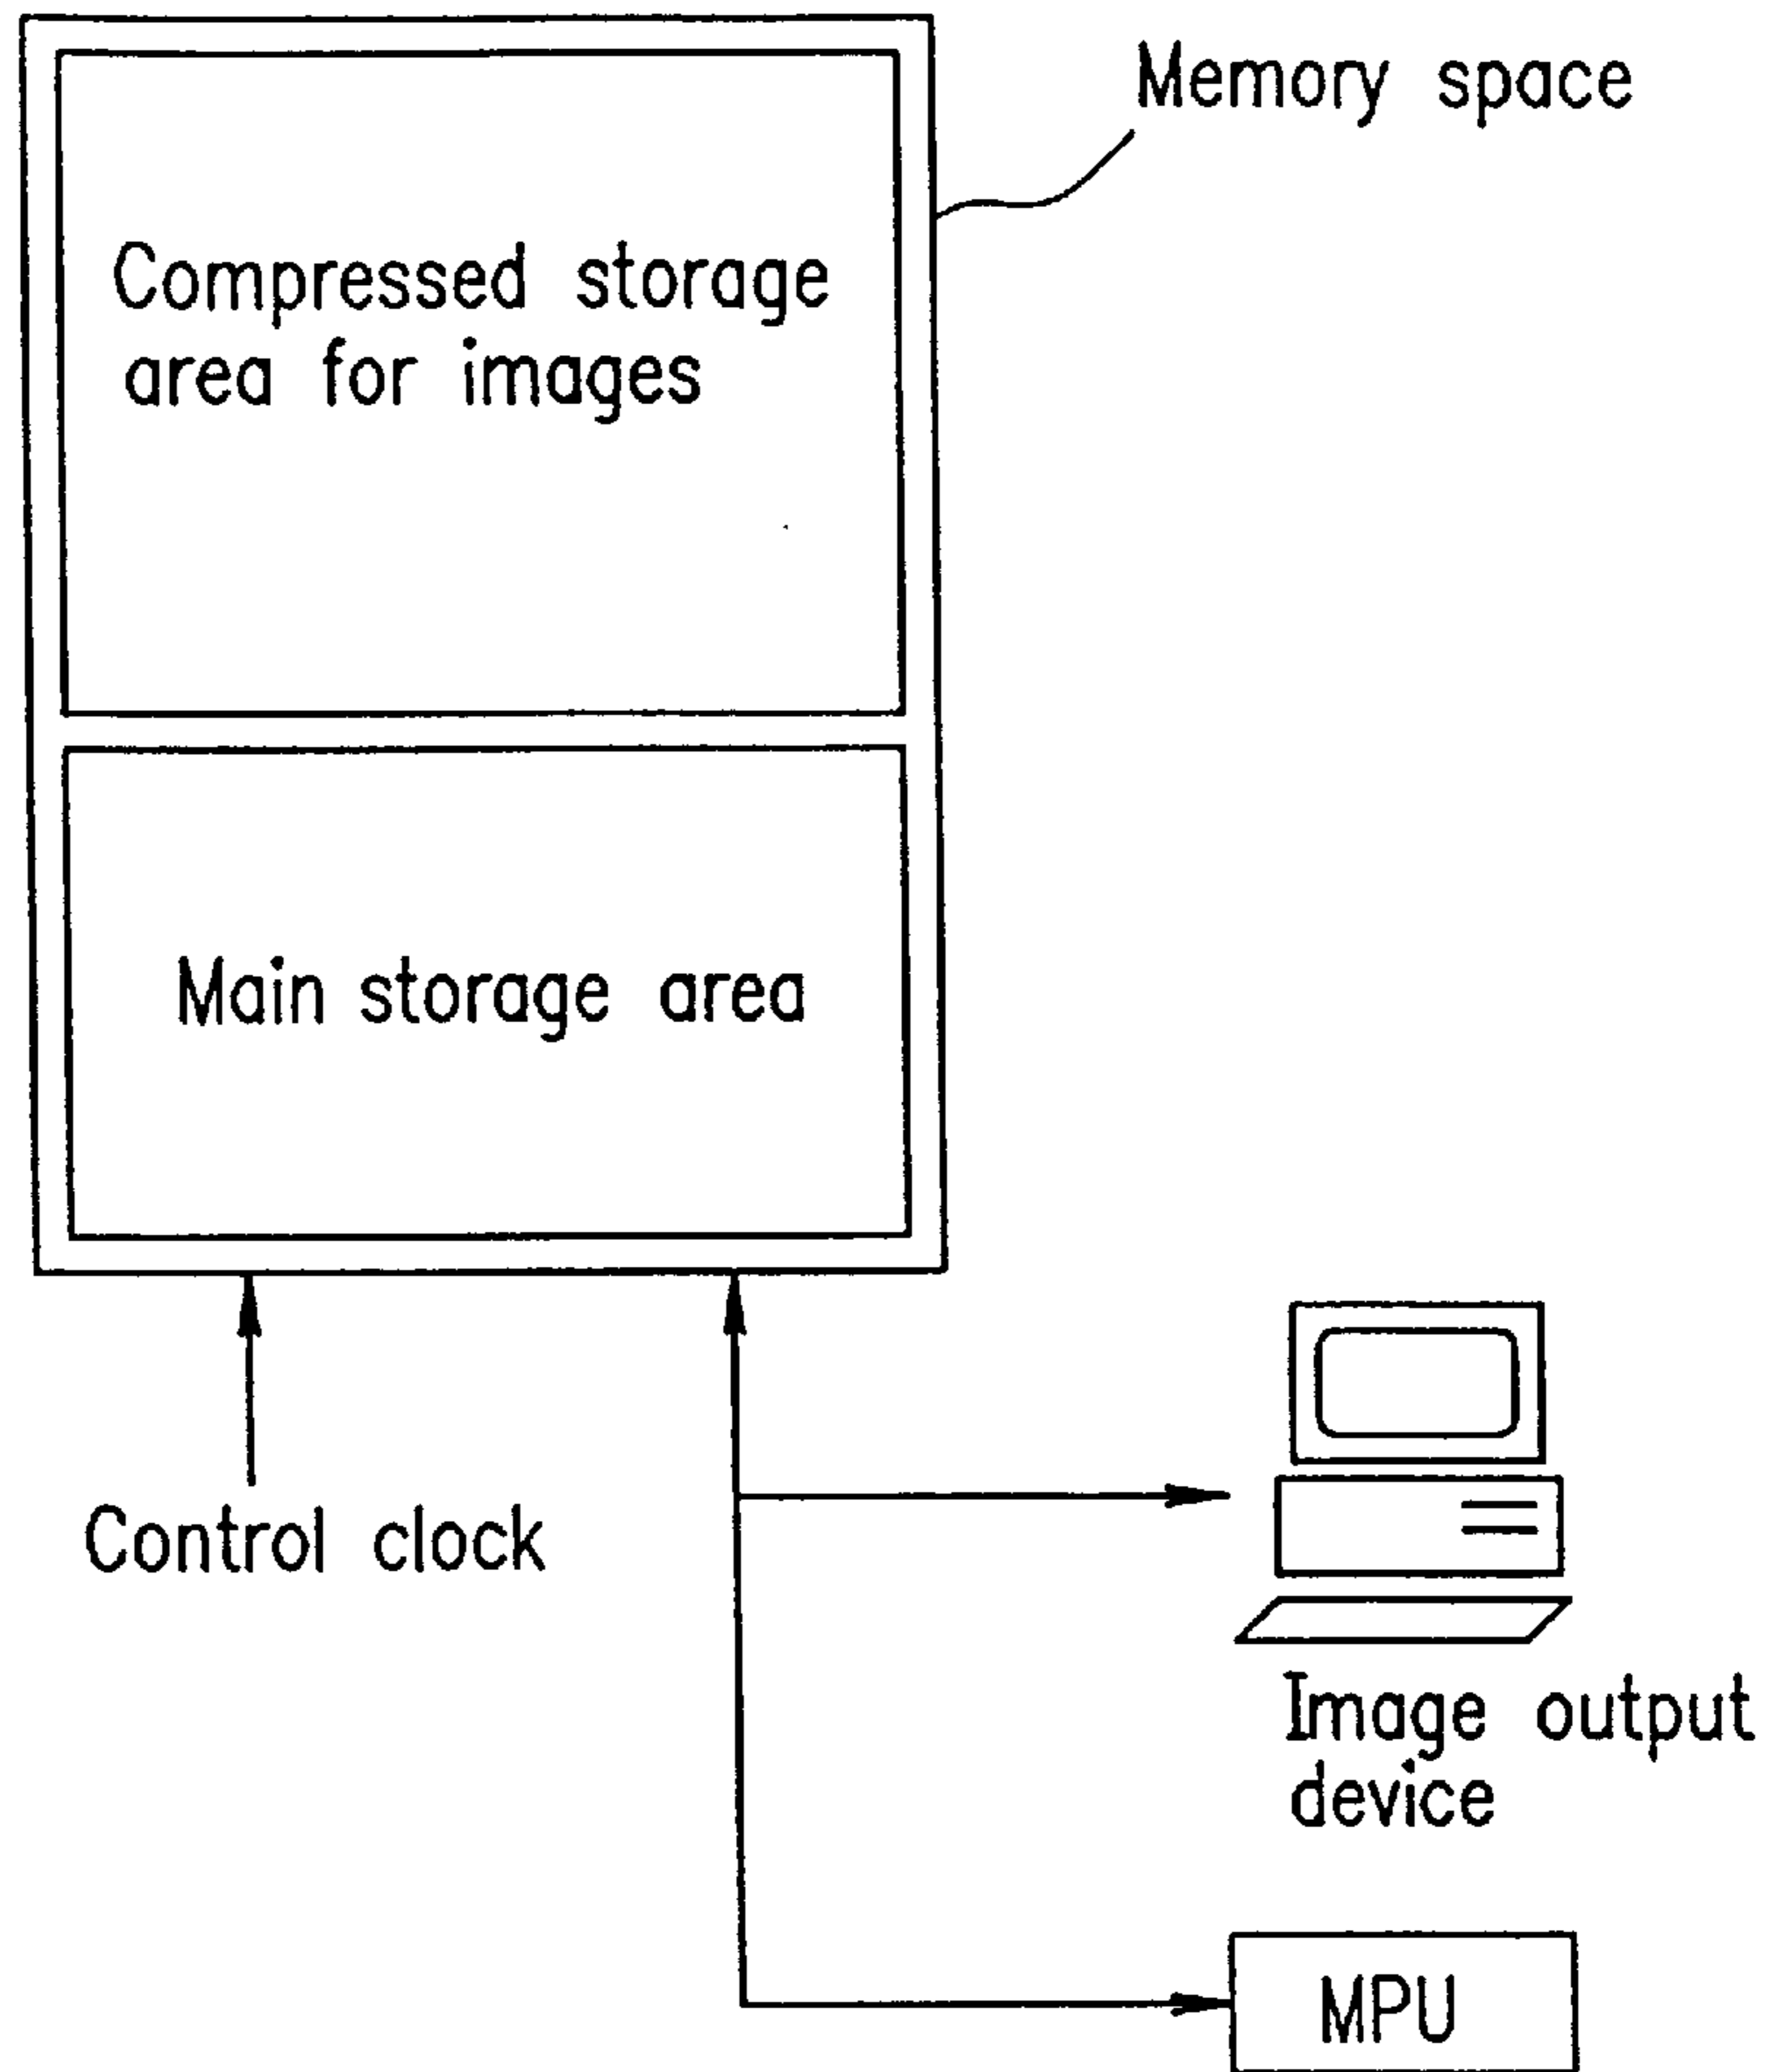 Memory space
Compressed storage
area for images
Main storage area
Control clock
Image output
device
MPU